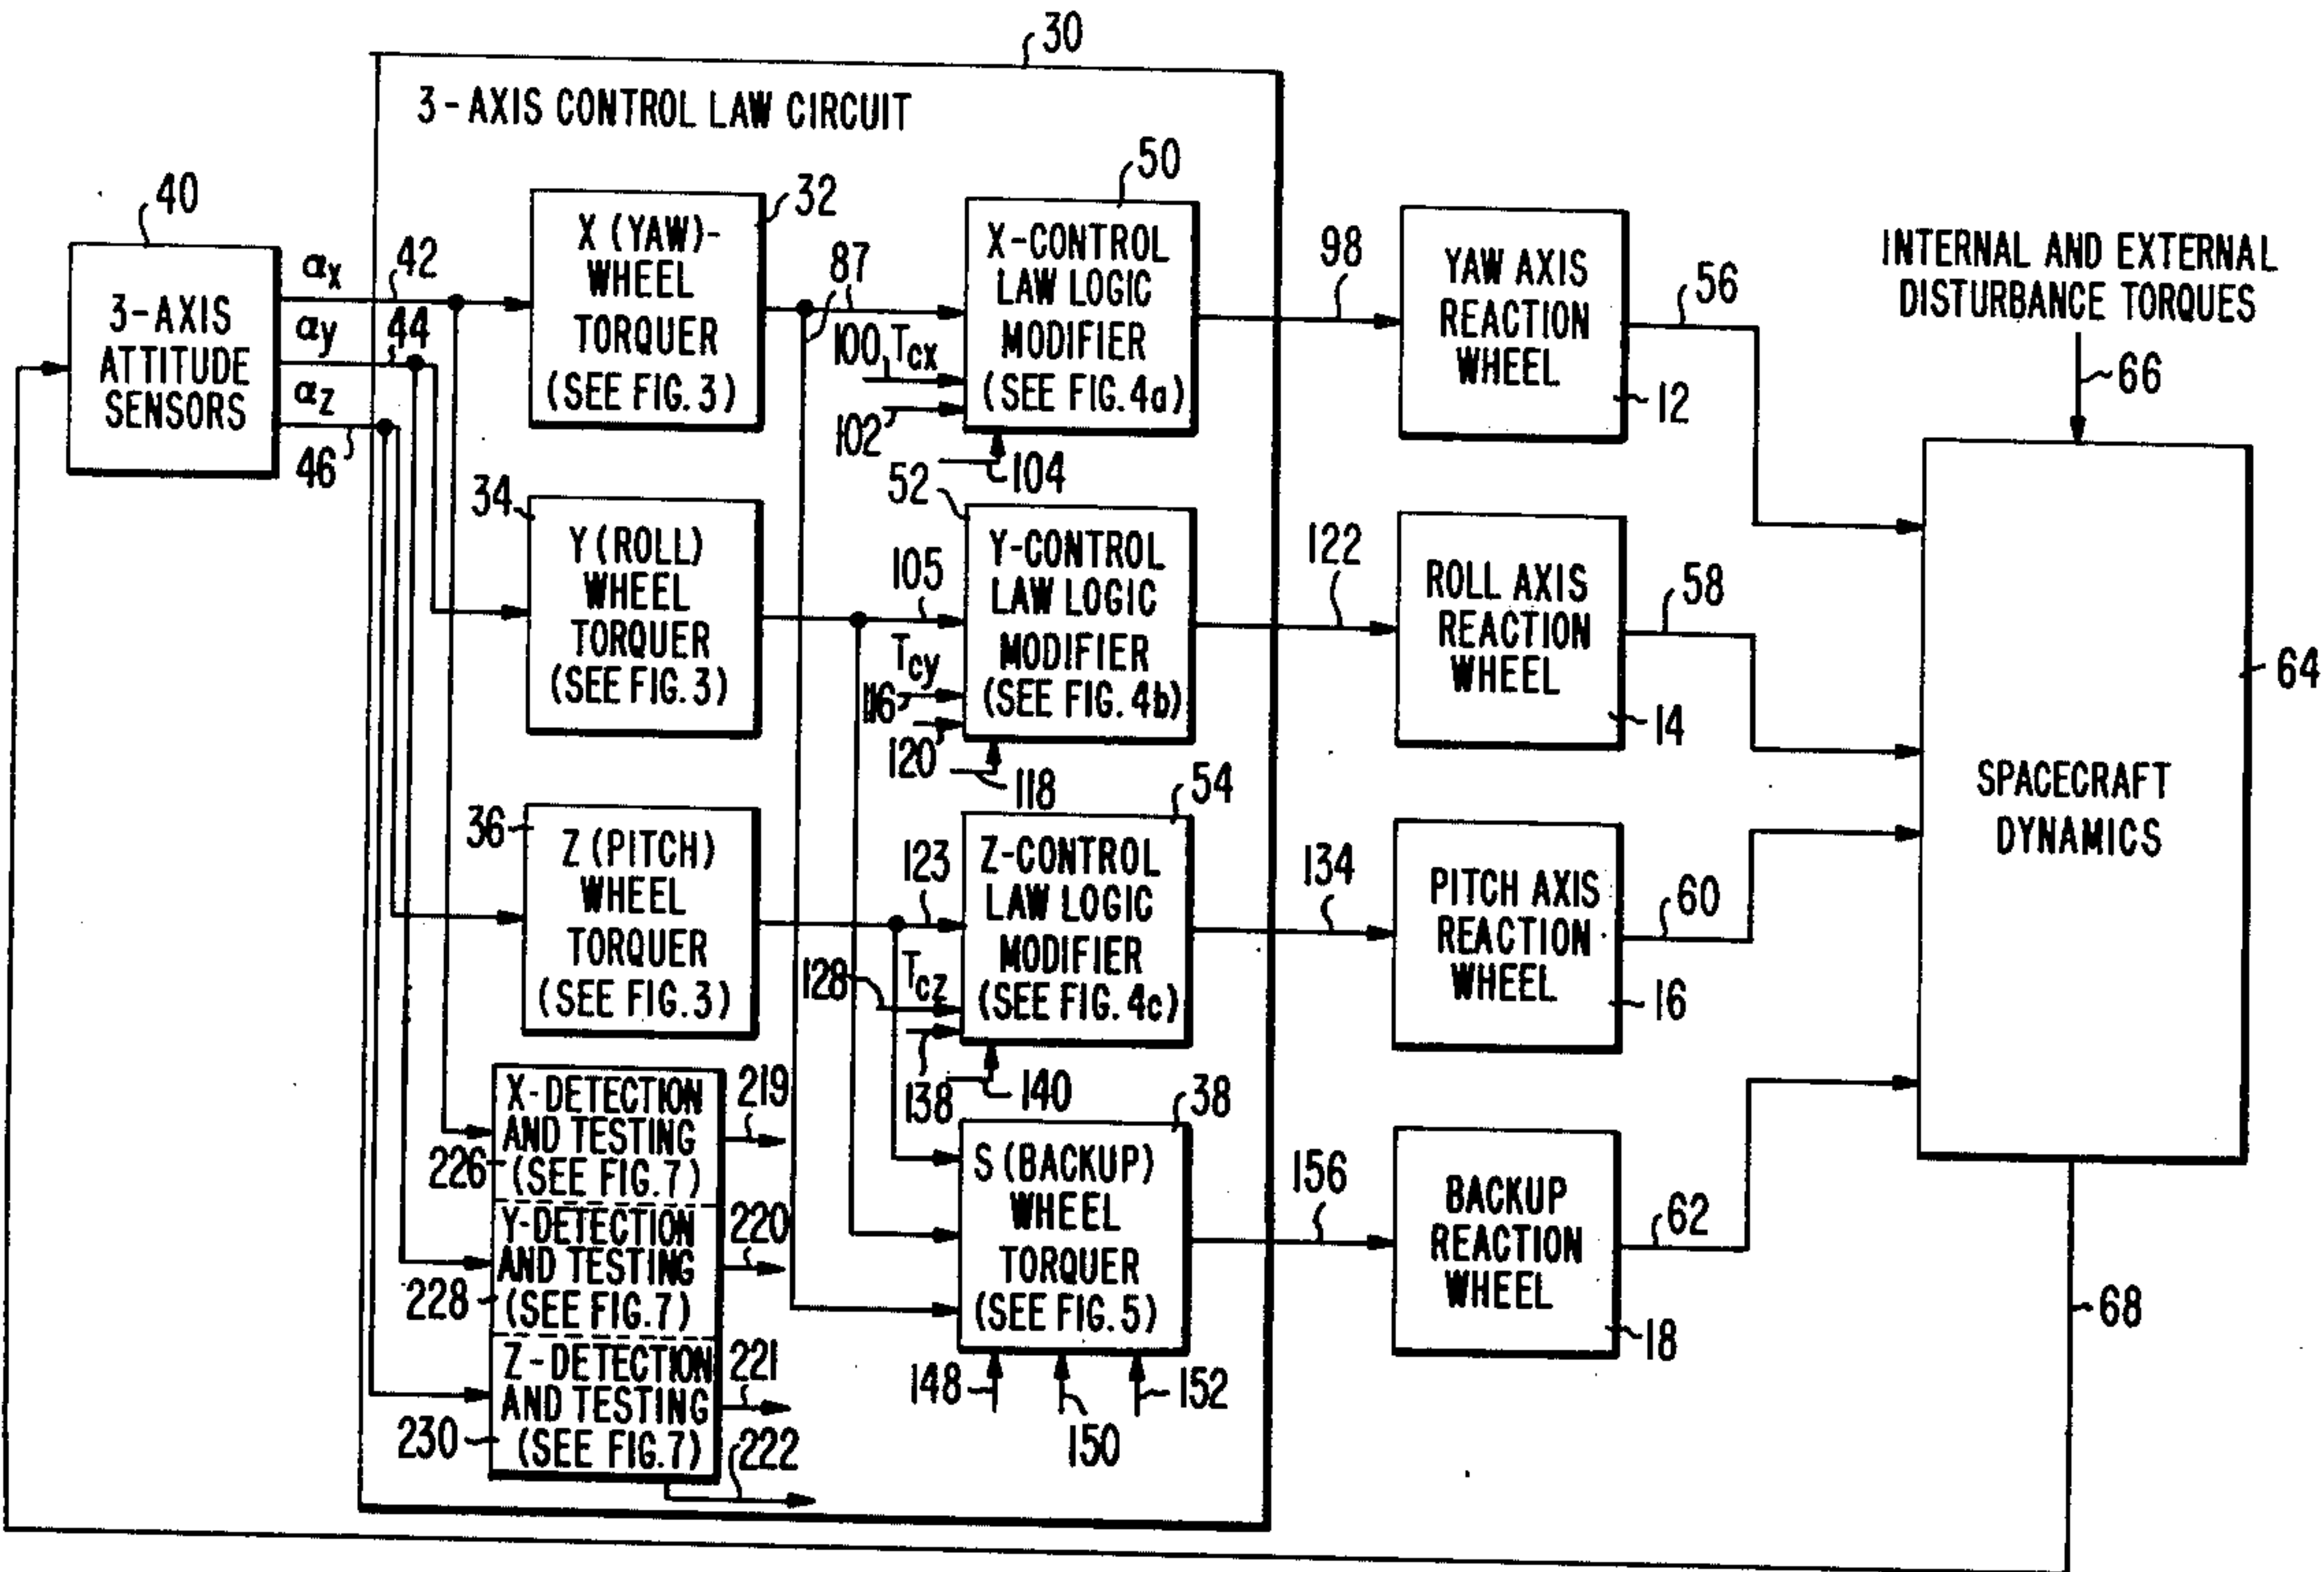 30
3-AXIS CONTROL LAW CIRCUIT
40
3-AXIS
ATTITUDE
SENSORS
αx
42
αy
44
αz
46
32
X (YAW)-
WHEEL
TORQUER
(SEE FIG. 3)
87
50
X-CONTROL
LAW LOGIC
MODIFIER
(SEE FIG. 4a)
100
Tcx
102
104
98
YAW AXIS
REACTION
WHEEL
12
56
INTERNAL AND EXTERNAL
DISTURBANCE TORQUES
66
34
Y (ROLL)
WHEEL
TORQUER
(SEE FIG. 3)
105
52
Y-CONTROL
LAW LOGIC
MODIFIER
(SEE FIG. 4b)
Tcy
116
120
118
122
ROLL AXIS
REACTION
WHEEL
14
58
64
SPACECRAFT
DYNAMICS
36
Z (PITCH)
WHEEL
TORQUER
(SEE FIG. 3)
123
54
Z-CONTROL
LAW LOGIC
MODIFIER
(SEE FIG. 4c)
128
Tcz
138
140
134
PITCH AXIS
REACTION
WHEEL
16
60
X-DETECTION
AND TESTING
(SEE FIG. 7)
226
219
Y-DETECTION
AND TESTING
(SEE FIG. 7)
228
220
Z-DETECTION
AND TESTING
(SEE FIG. 7)
230
221
222
38
S (BACKUP)
WHEEL
TORQUER
(SEE FIG. 5)
148
150
152
156
BACKUP
REACTION
WHEEL
18
62
68